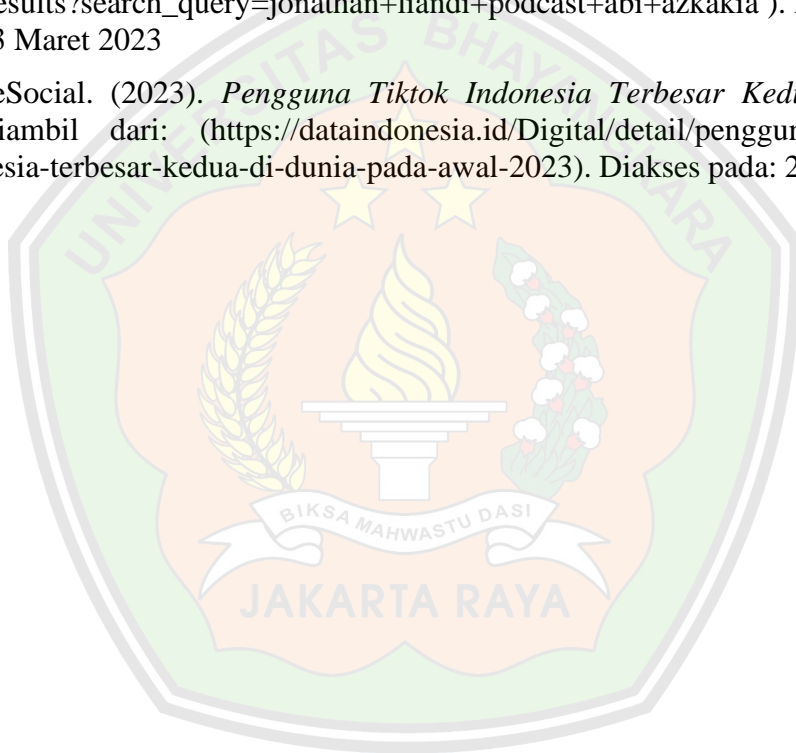 esults?search_query=jonathan+liandi+podcast+abi+azkakia ).
3 Maret 2023
eSocial. (2023). Pengguna Tiktok Indonesia Terbesar Kedu
iambil dari: (https://dataindonesia.id/Digital/detail/penggun
esia-terbesar-kedua-di-dunia-pada-awal-2023). Diakses pada: 2
UNIVERSITAS BHAYANGKARA
BIKSA MAHWASTU DASI
JAKARTA RAYA